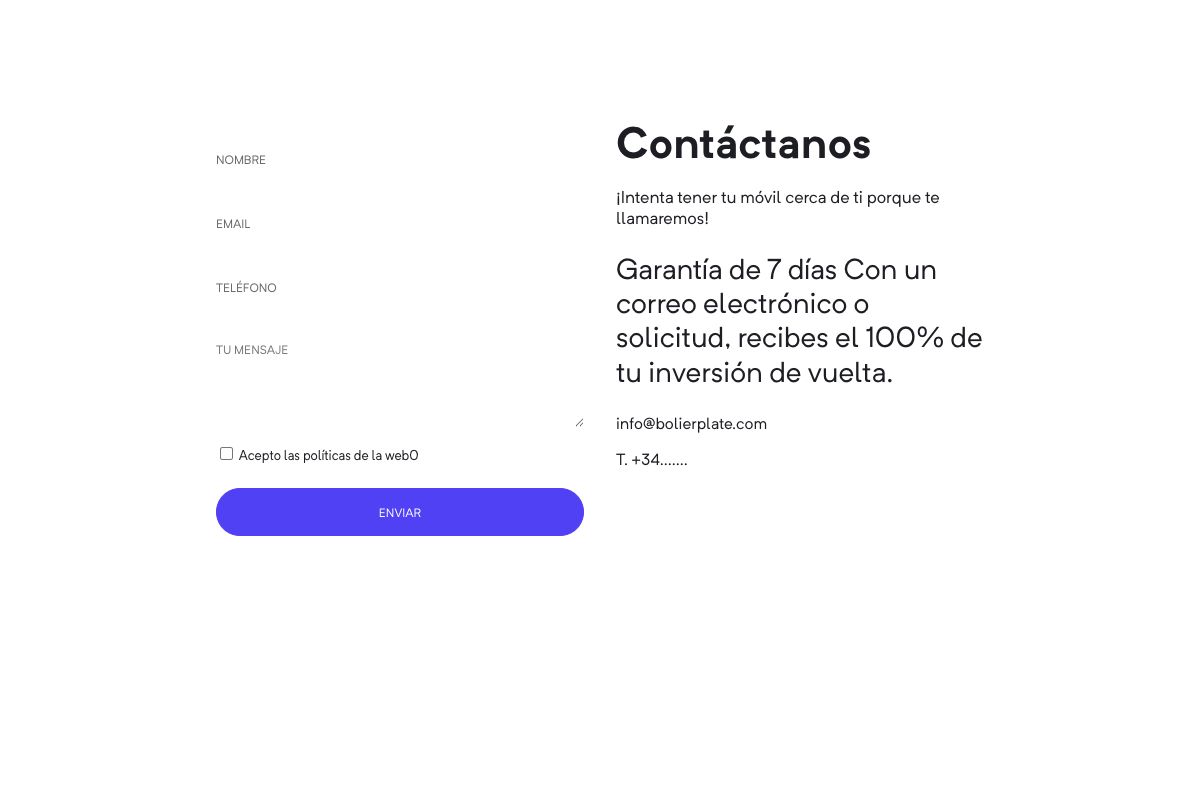 NOMBRE
EMAIL
TELÉFONO
TU MENSAJE
Acepto las políticas de la web0
ENVIAR
Contáctanos
¡Intenta tener tu móvil cerca de ti porque te
llamaremos!
Garantía de 7 días Con un
correo electrónico o
solicitud, recibes el 100% de
tu inversión de vuelta.
info@bolierplate.com
T. +34.......